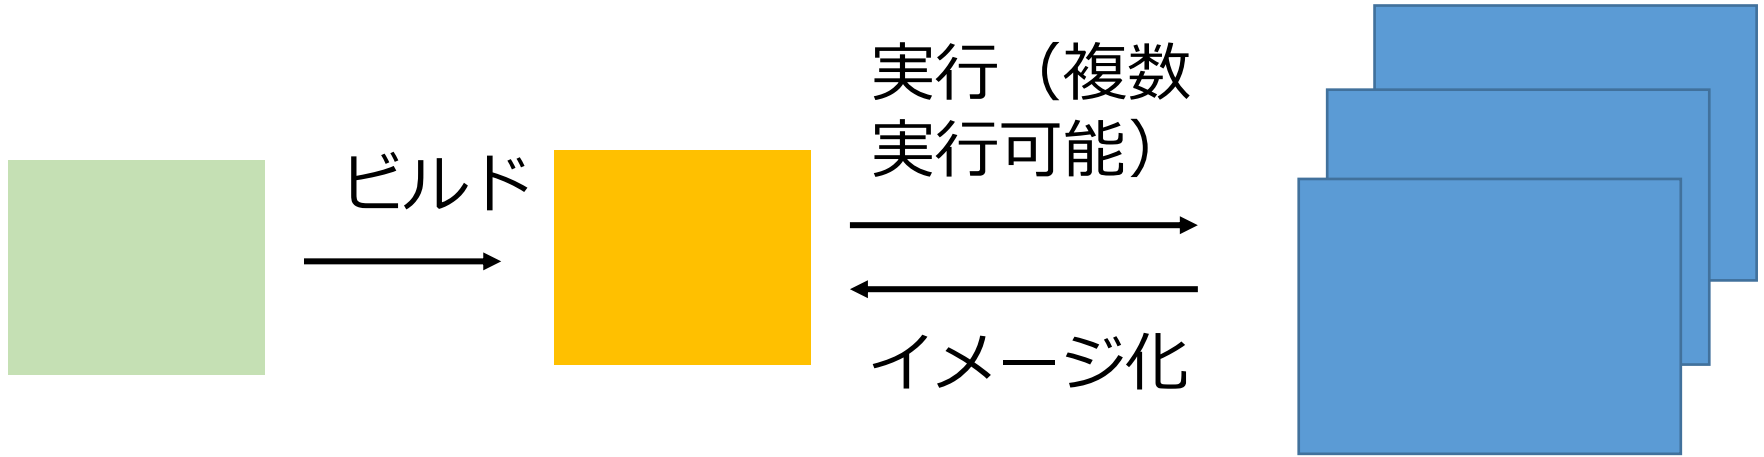 ビルド
実行（複数
実行可能）
イメージ化